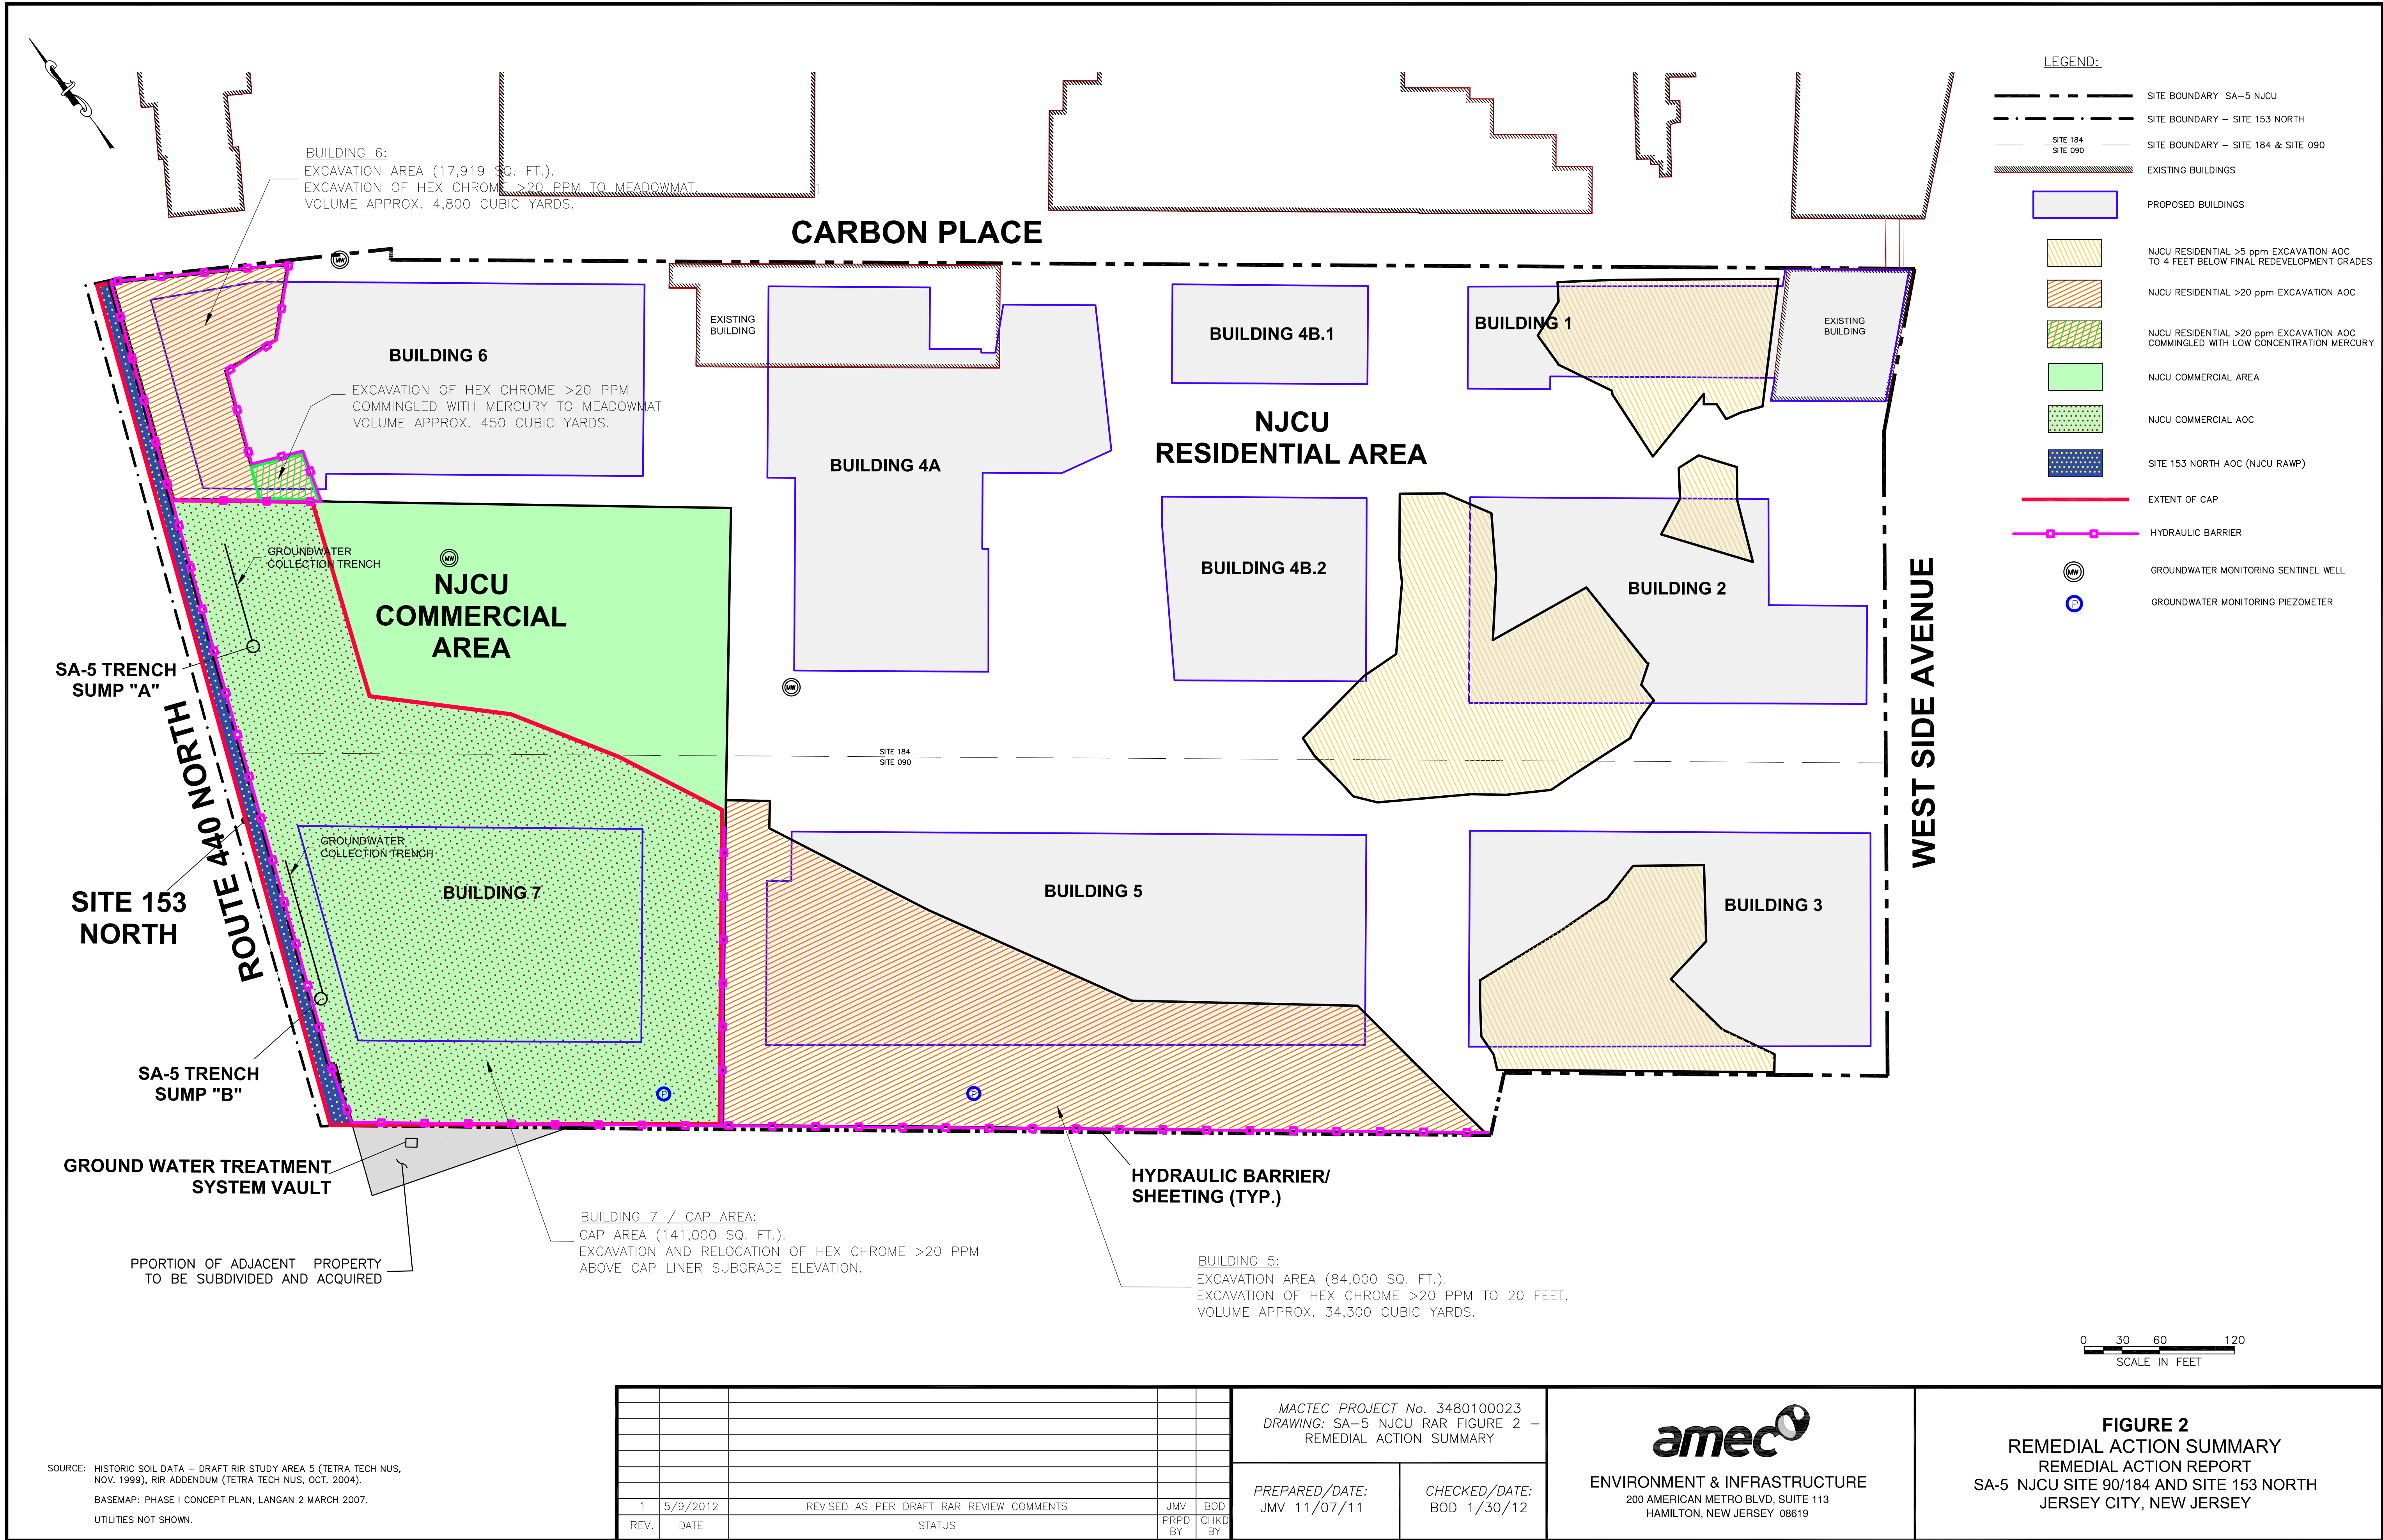 BUILDING 6:
EXCAVATION AREA (17,919 SQ. FT.).
EXCAVATION OF HEX CHROME >20 PPM TO MEADOWMAT.
VOLUME APPROX. 4,800 CUBIC YARDS.
CARBON PLACE
LEGEND:
SITE BOUNDARY SA-5 NJCU
SITE BOUNDARY - SITE 153 NORTH
SITE 184
SITE 090
SITE BOUNDARY - SITE 184 & SITE 090
EXISTING BUILDINGS
PROPOSED BUILDINGS
NJCU RESIDENTIAL >5 ppm EXCAVATION AOC
TO 4 FEET BELOW FINAL REDEVELOPMENT GRADES
NJCU RESIDENTIAL >20 ppm EXCAVATION AOC
NJCU RESIDENTIAL >20 ppm EXCAVATION AOC
COMMINGLED WITH LOW CONCENTRATION MERCURY
NJCU COMMERCIAL AREA
NJCU COMMERCIAL AOC
SITE 153 NORTH AOC (NJCU RAWP)
EXTENT OF CAP
HYDRAULIC BARRIER
MW
GROUNDWATER MONITORING SENTINEL WELL
P
GROUNDWATER MONITORING PIEZOMETER
MW
EXISTING
BUILDING
BUILDING 6
EXCAVATION OF HEX CHROME >20 PPM
COMMINGLED WITH MERCURY TO MEADOWMAT
VOLUME APPROX. 450 CUBIC YARDS.
BUILDING 4A
BUILDING 4B.1
BUILDING 1
EXISTING
BUILDING
NJCU
RESIDENTIAL AREA
GROUNDWATER
COLLECTION TRENCH
MW
NJCU
COMMERCIAL
AREA
BUILDING 4B.2
BUILDING 2
SA-5 TRENCH
SUMP "A"
MW
WEST SIDE AVENUE
ROUTE 440 NORTH
SITE 184
SITE 090
GROUNDWATER
COLLECTION TRENCH
BUILDING 7
BUILDING 5
BUILDING 3
SITE 153
NORTH
SA-5 TRENCH
SUMP "B"
P
P
GROUND WATER TREATMENT
SYSTEM VAULT
HYDRAULIC BARRIER/
SHEETING (TYP.)
PPORTION OF ADJACENT PROPERTY
TO BE SUBDIVIDED AND ACQUIRED
BUILDING 7 / CAP AREA:
CAP AREA (141,000 SQ. FT.).
EXCAVATION AND RELOCATION OF HEX CHROME >20 PPM
ABOVE CAP LINER SUBGRADE ELEVATION.
BUILDING 5:
EXCAVATION AREA (84,000 SQ. FT.).
EXCAVATION OF HEX CHROME >20 PPM TO 20 FEET.
VOLUME APPROX. 34,300 CUBIC YARDS.
0 30 60 120
SCALE IN FEET
SOURCE: HISTORIC SOIL DATA - DRAFT RIR STUDY AREA 5 (TETRA TECH NUS,
NOV. 1999), RIR ADDENDUM (TETRA TECH NUS, OCT. 2004).
BASEMAP: PHASE I CONCEPT PLAN, LANGAN 2 MARCH 2007.
UTILITIES NOT SHOWN.
1 5/9/2012 REVISED AS PER DRAFT RAR REVIEW COMMENTS JMV BOD
REV. DATE STATUS PRPD BY CHKD BY
MACTEC PROJECT No. 3480100023
DRAWING: SA-5 NJCU RAR FIGURE 2 -
REMEDIAL ACTION SUMMARY
PREPARED/DATE:
JMV 11/07/11
CHECKED/DATE:
BOD 1/30/12
amec
ENVIRONMENT & INFRASTRUCTURE
200 AMERICAN METRO BLVD, SUITE 113
HAMILTON, NEW JERSEY 08619
FIGURE 2
REMEDIAL ACTION SUMMARY
REMEDIAL ACTION REPORT
SA-5 NJCU SITE 90/184 AND SITE 153 NORTH
JERSEY CITY, NEW JERSEY